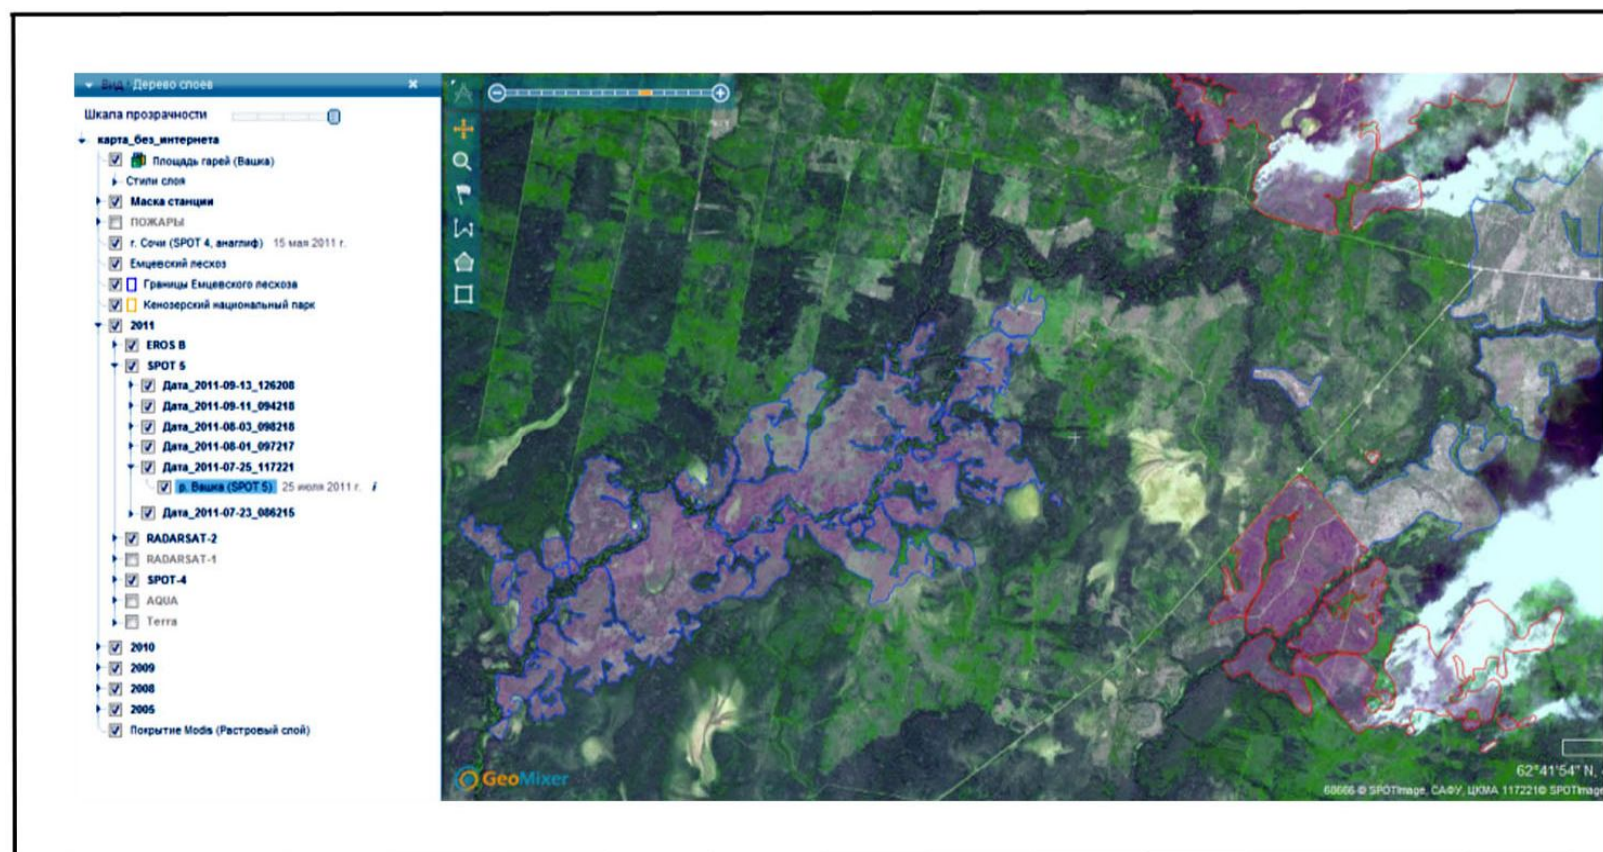 Вид · Дерево слоев
Шкала прозрачности
карта_без_интернета
Площадь гарей (Вашка)
Стили слоя
Маска станции
ПОЖАРЫ
г. Сочи (SPOT 4, анаглиф) 15 мая 2011 г.
Емцевский лесхоз
Границы Емцевского лесхоза
Кенозерский национальный парк
2011
EROS B
SPOT 5
Дата_2011-09-13_126208
Дата_2011-09-11_094218
Дата_2011-08-03_098218
Дата_2011-08-01_097217
Дата_2011-07-25_117221
р. Вашка (SPOT 5) 25 июля 2011 г. i
Дата_2011-07-23_086215
RADARSAT-2
RADARSAT-1
SPOT-4
AQUA
Terra
2010
2009
2008
2005
Покрытие Modis (Растровый слой)
GeoMixer
62°41'54" N,
68666 © SPOTImage, САФУ, ЦКМА 117221© SPOTImage